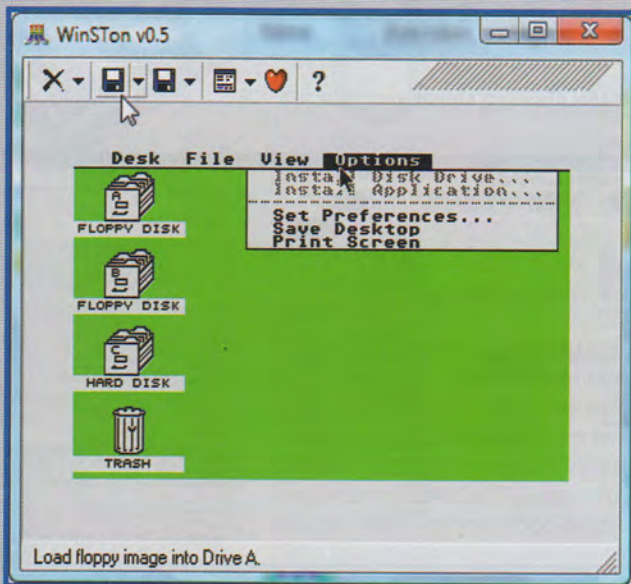 WinSTon v0.5
?
Desk File View Options
Install Disk Drive...
Install Application...
Set Preferences...
Save Desktop
Print Screen
A
FLOPPY DISK
B
FLOPPY DISK
C
HARD DISK
TRASH
Load floppy image into Drive A.